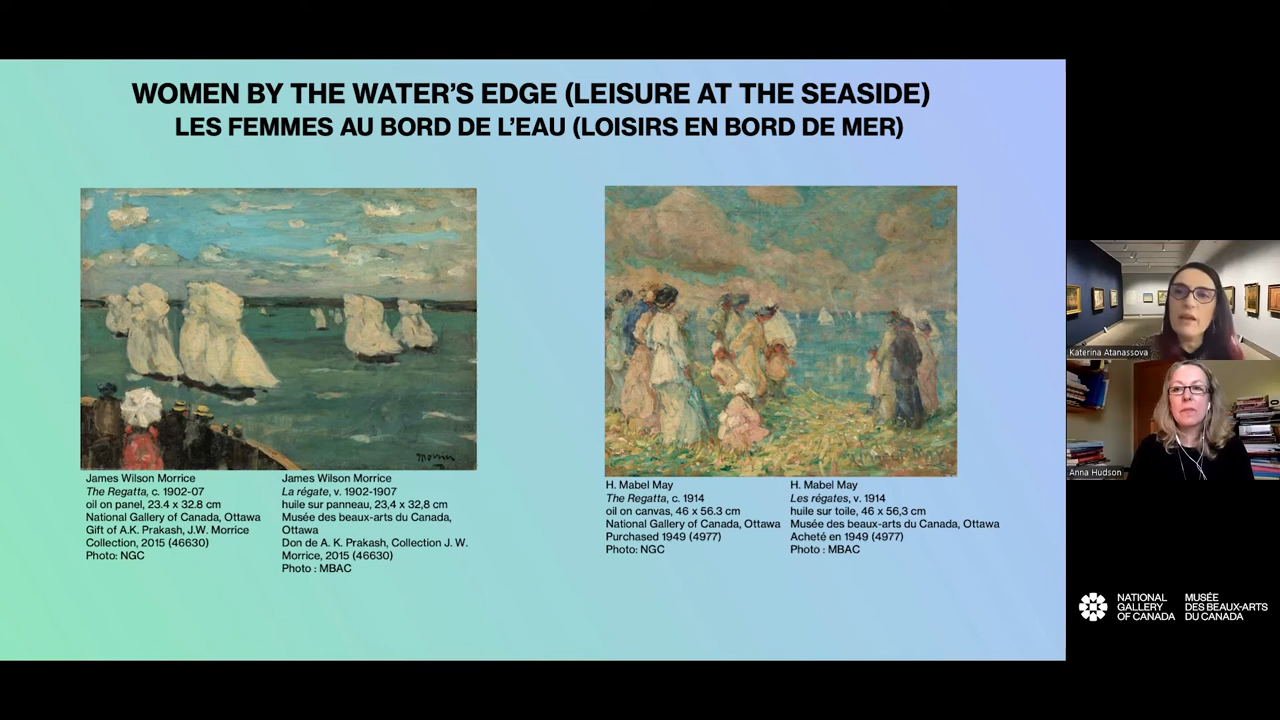 WOMEN BY THE WATER'S EDGE (LEISURE AT THE SEASIDE)
LES FEMMES AU BORD DE L'EAU (LOISIRS EN BORD DE MER)
James Wilson Morrice
The Regatta, c. 1902-07
oil on panel, 23.4 x 32.8 cm
National Gallery of Canada, Ottawa
Gift of A.K. Prakash, J.W. Morrice
Collection, 2015 (46630)
Photo: NGC
James Wilson Morrice
La régate, v. 1902-1907
huile sur panneau, 23,4 x 32,8 cm
Musée des beaux-arts du Canada,
Ottawa
Don de A. K. Prakash, Collection J. W.
Morrice, 2015 (46630)
Photo : MBAC
H. Mabel May
The Regatta, c. 1914
oil on canvas, 46 x 56.3 cm
National Gallery of Canada, Ottawa
Purchased 1949 (4977)
Photo: NGC
H. Mabel May
Les régates, v. 1914
huile sur toile, 46 x 56,3 cm
Musée des beaux-arts du Canada, Ottawa
Acheté en 1949 (4977)
Photo : MBAC
Katerina Atanassova
Anna Hudson
NATIONAL
GALLERY
OF CANADA
MUSÉE
DES BEAUX-ARTS
DU CANADA